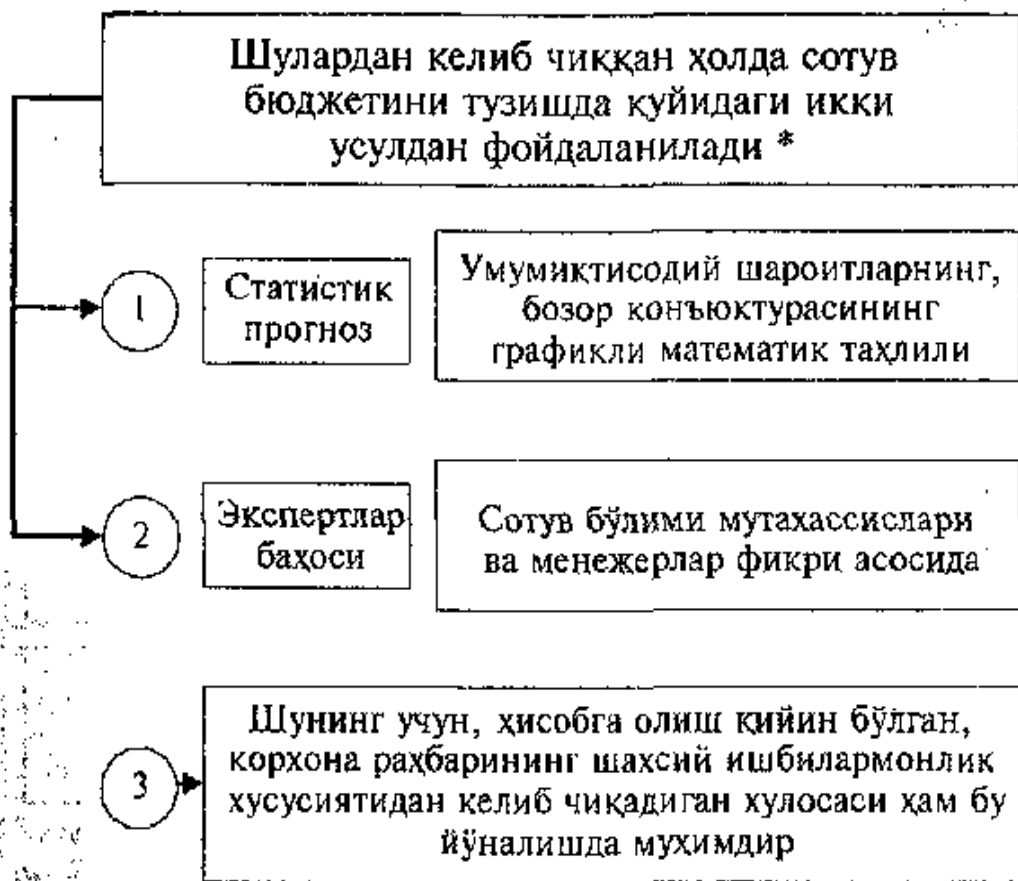 Шулардан келиб чиққан ҳолда сотув
бюджетини тузишда қуйидаги икки
усулдан фойдаланилади *
1
Статистик
прогноз
Умумиқтисодий шароитларнинг,
бозор конъюктурасининг
графикли математик таҳлили
2
Экспертлар
баҳоси
Сотув бўлими мутахассислари
ва менежерлар фикри асосида
3
Шунинг учун, ҳисобга олиш қийин бўлган,
корхона раҳбарининг шахсий ишбилармонлик
хусусиятидан келиб чиқадиган хулосаси ҳам бу
йўналишда муҳимдир